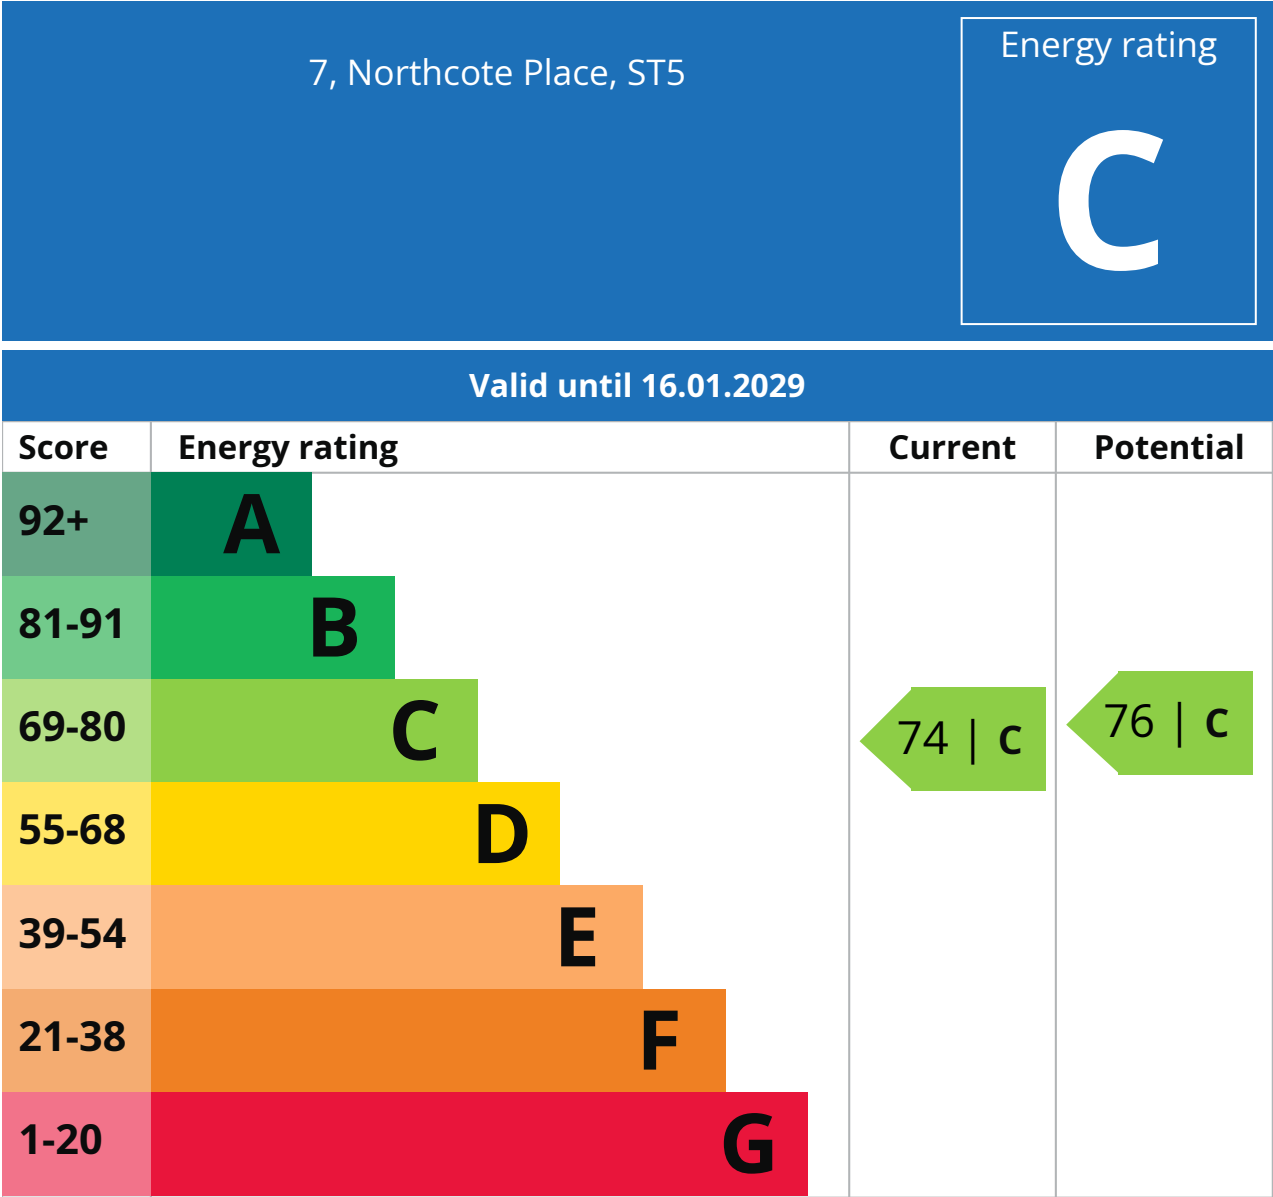 7, Northcote Place, ST5
Energy rating
C
Valid until 16.01.2029
Score Energy rating Current Potential
92+ A
81-91 B
69-80 C 74 | C 76 | C
55-68 D
39-54 E
21-38 F
1-20 G